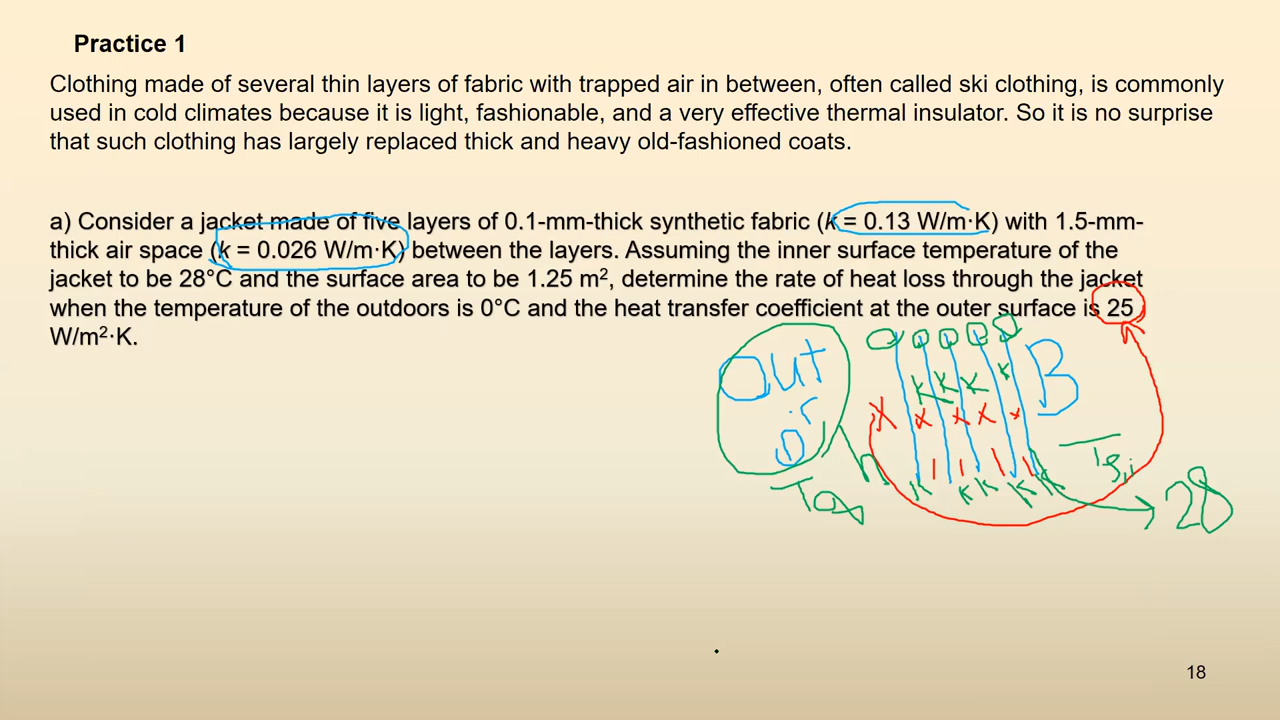 Practice 1
Clothing made of several thin layers of fabric with trapped air in between, often called ski clothing, is commonly
used in cold climates because it is light, fashionable, and a very effective thermal insulator. So it is no surprise
that such clothing has largely replaced thick and heavy old-fashioned coats.
a) Consider a jacket made of five layers of 0.1-mm-thick synthetic fabric (k = 0.13 W/m·K) with 1.5-mm-
thick air space (k = 0.026 W/m·K) between the layers. Assuming the inner surface temperature of the
jacket to be 28°C and the surface area to be 1.25 m², determine the rate of heat loss through the jacket
when the temperature of the outdoors is 0°C and the heat transfer coefficient at the outer surface is 25
W/m²·K.
OUT
B
K K K K
X X X X X
K K K K K
28
18